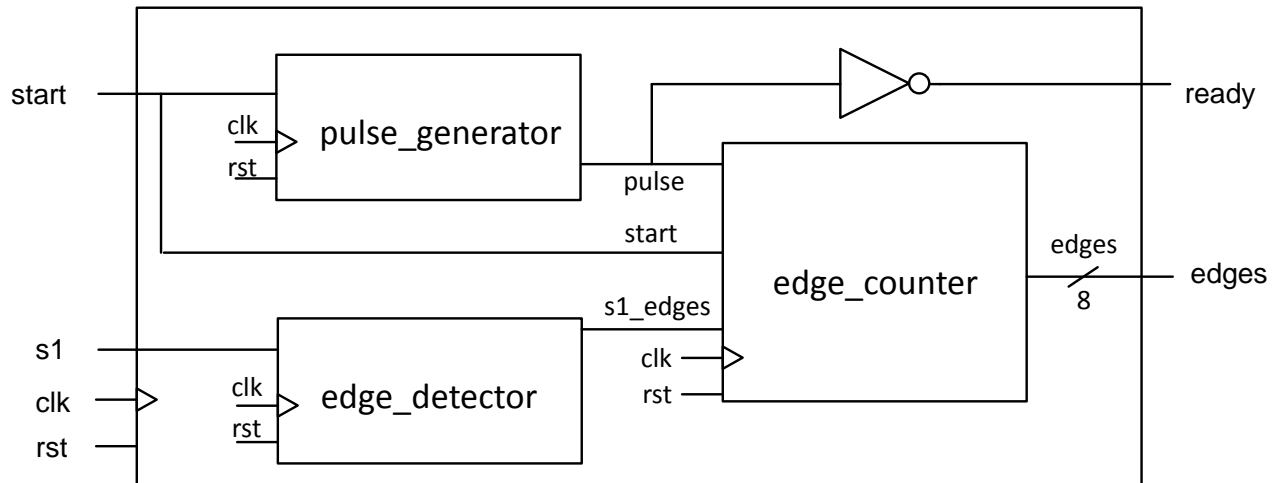 start
clk
pulse_generator
rst
pulse
ready
start
edges
edge_counter
8
edges
s1_edges
s1
clk
edge_detector
rst
clk
rst
clk
rst